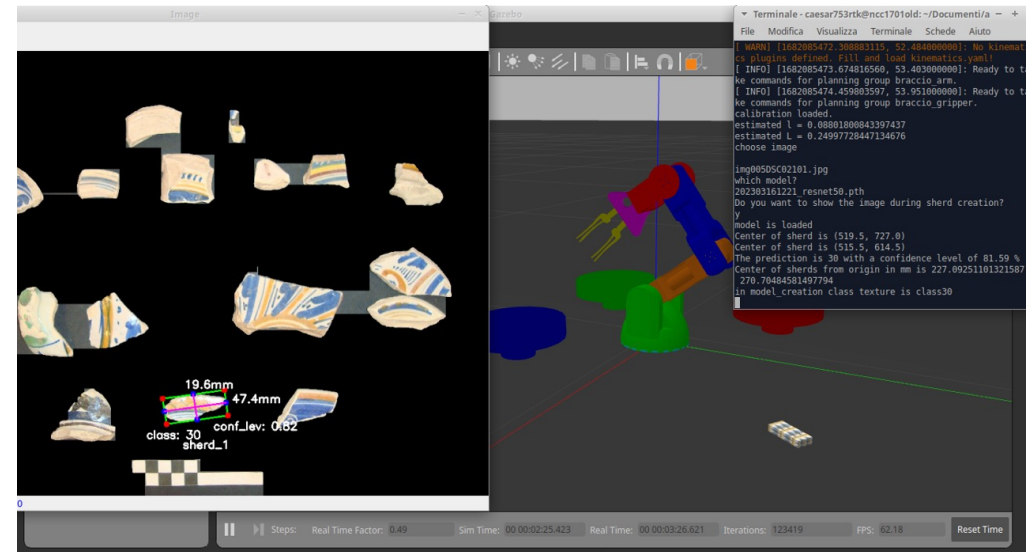 Image
19.6mm
47.4mm
conf_lev: 0.82
class: 30
sherd_1
0
Gazebo
Steps: Real Time Factor: 0.49 Sim Time: 00 00:02:25.423 Real Time: 00 00:03:26.621 Iterations: 123419 FPS: 62.18 Reset Time
Terminale - caesar753rtk@ncc1701old: ~/Documenti/a
File Modifica Visualizza Terminale Schede Aiuto
[ WARN] [1682085472.308883115, 52.484000000]: No kinemat
cs plugins defined. Fill and load kinematics.yaml!
[ INFO] [1682085473.674816560, 53.403000000]: Ready to ta
ke commands for planning group braccio_arm.
[ INFO] [1682085474.459803597, 53.951000000]: Ready to ta
ke commands for planning group braccio_gripper.
calibration loaded.
estimated l = 0.08801800843397437
estimated L = 0.24997728447134676
choose image
img005DSC02101.jpg
which model?
202303161221_resnet50.pth
Do you want to show the image during sherd creation?
y
model is loaded
Center of sherd is (519.5, 727.0)
Center of sherd is (515.5, 614.5)
The prediction is 30 with a confidence level of 81.59 %
Center of sherds from origin in mm is 227.09251101321587
270.70484581497794
in model_creation class texture is class30